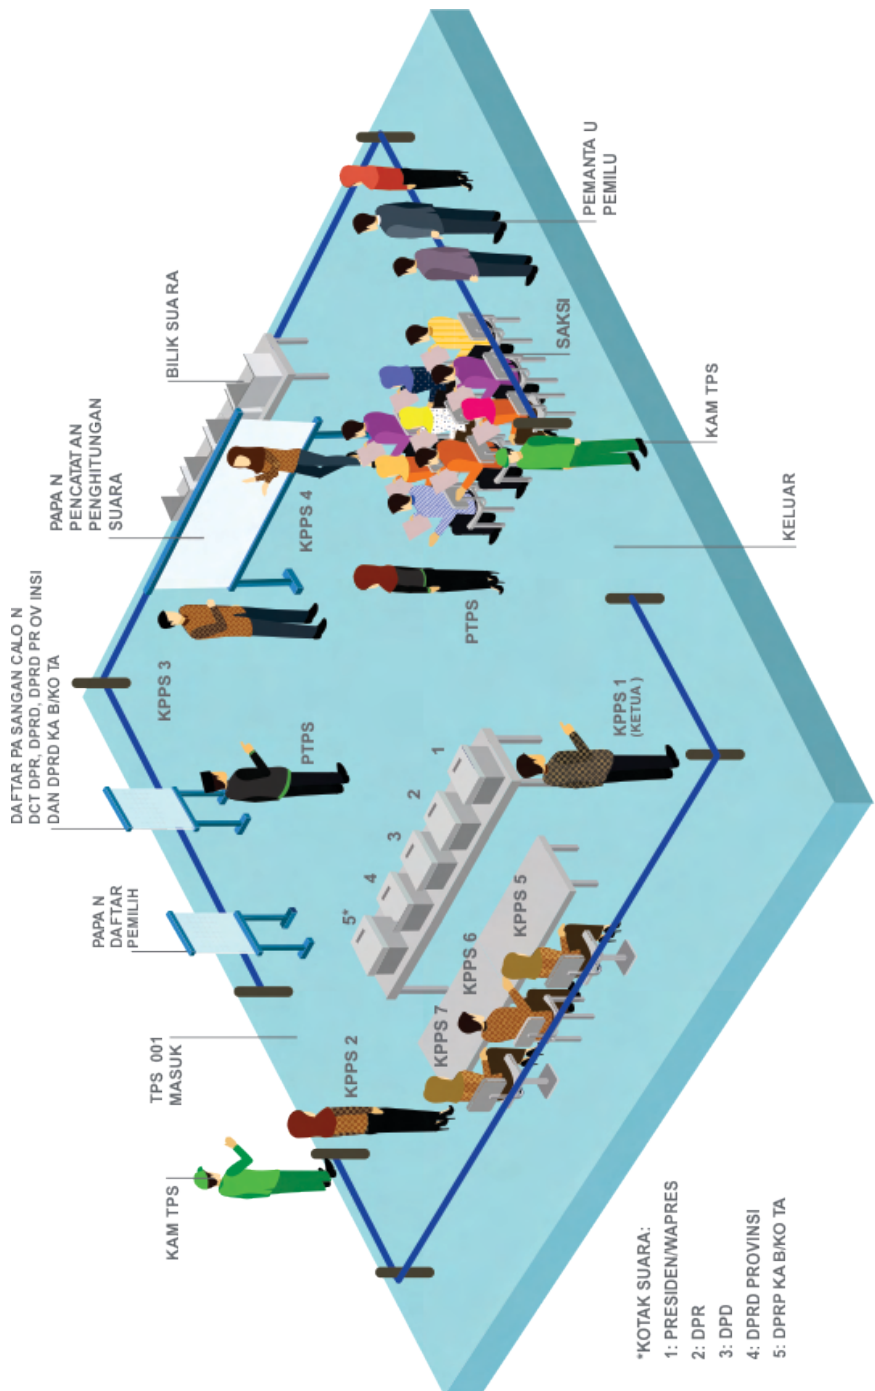 KAM TPS
TPS 001
MASUK
PAPA N
DAFTAR
PEMILIH
DAFTAR PA SANGAN CALO N
DCT DPR, DPRD, DPRD PR OV INSI
DAN DPRD KA B/KO TA
PAPA N
PENCATAT AN
PENGHITUNGAN
SUARA
BILIK SUARA
KPPS 2
PTPS
KPPS 3
KPPS 4
5*
4
3
2
1
KPPS 7
KPPS 6
KPPS 5
KPPS 1
(KETUA )
PTPS
SAKSI
PEMANTA U
PEMILU
KAM TPS
KELUAR
*KOTAK SUARA:
1: PRESIDEN/WAPRES
2: DPR
3: DPD
4: DPRD PROVINSI
5: DPRP KA B/KO TA